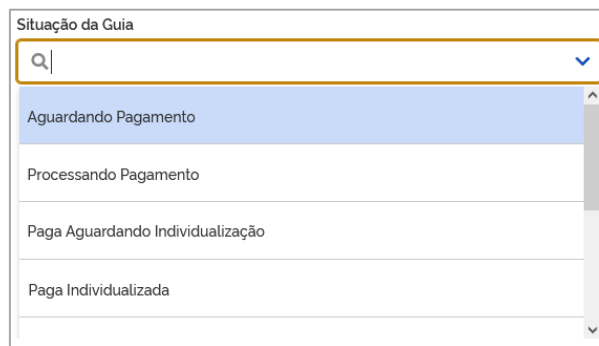 Situação da Guia
Aguardando Pagamento
Processando Pagamento
Paga Aguardando Individualização
Paga Individualizada